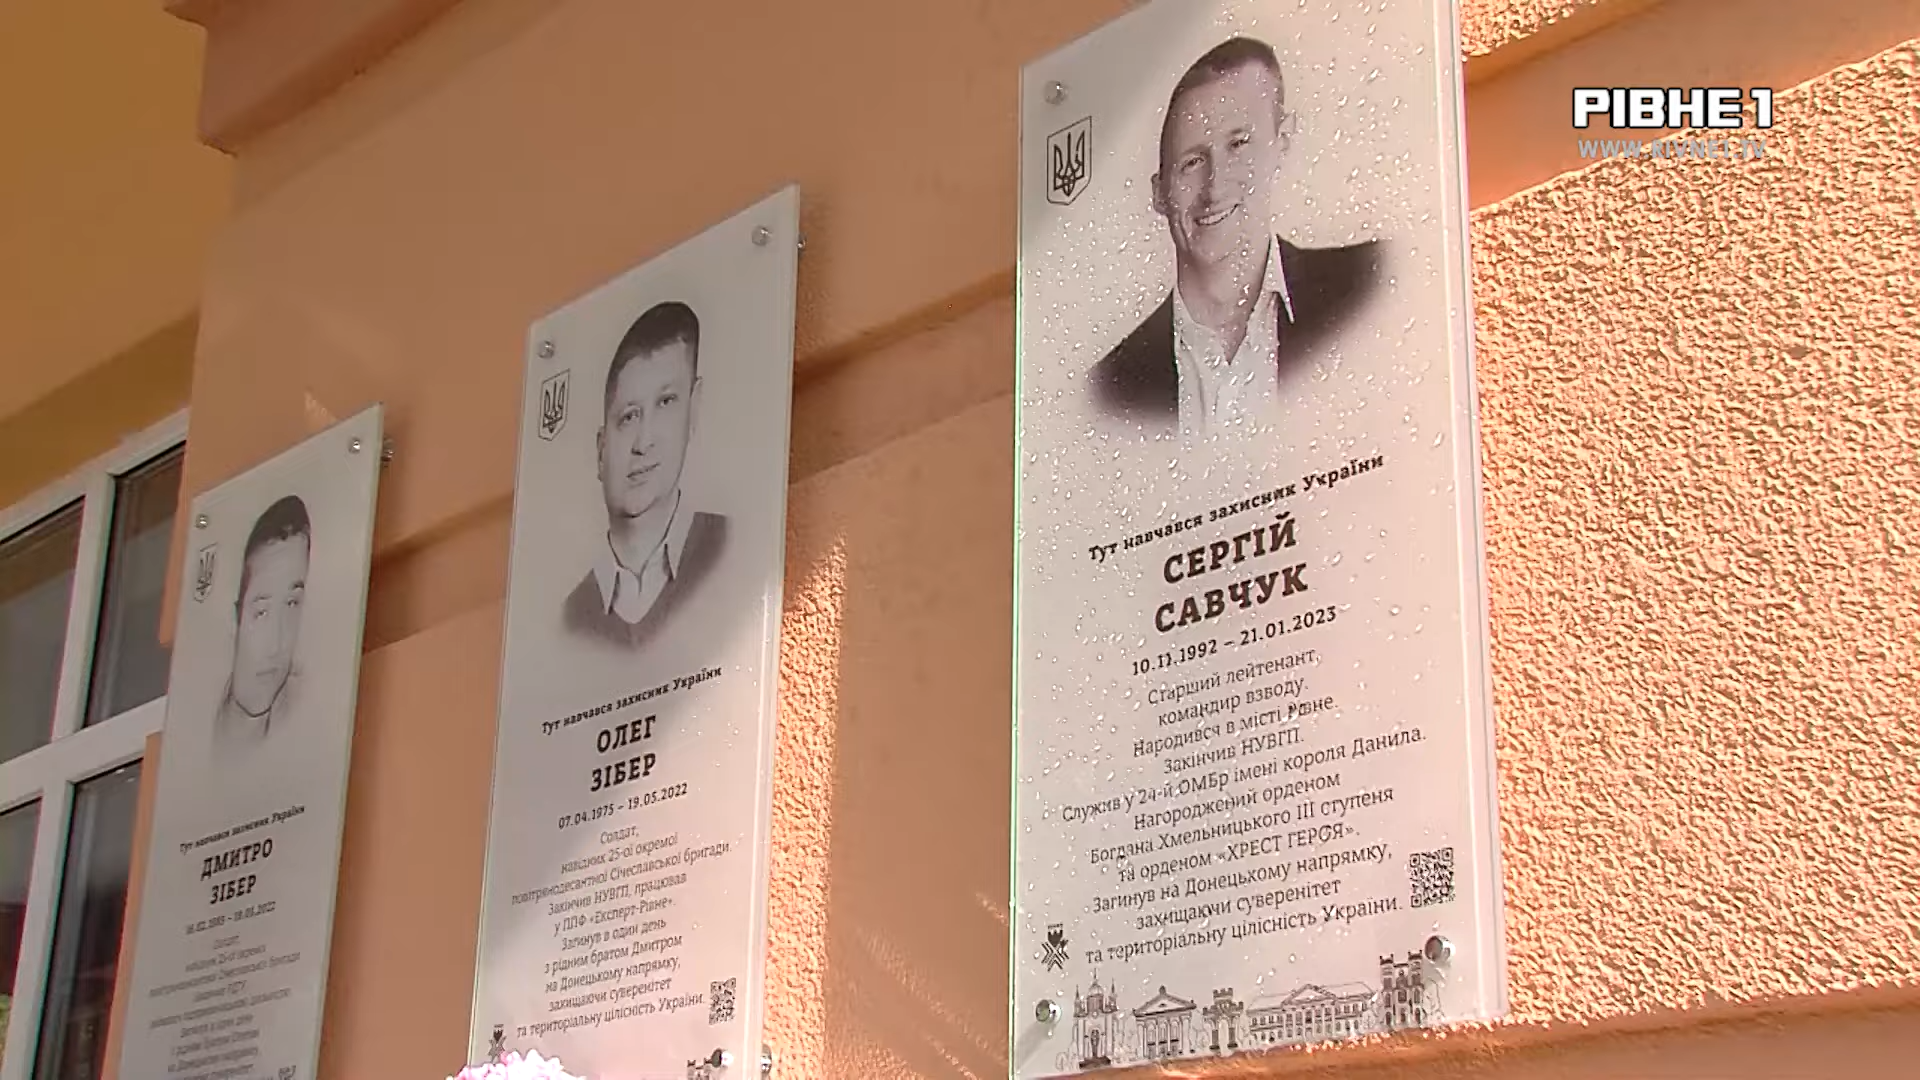 РІВНЕ 1
WWW.RIVNE1.TV
Тут навчався захисник України
ДМИТРО
ЗІБЕР
Солдат,
Тут навчався захисник України
ОЛЕГ
ЗІБЕР
07.04.1975 – 19.05.2022
Солдат,
навідник 25-ої окремої
повітрянодесантної Січеславської бригади.
Закінчив НУВГП, працював
у ППФ «Експерт-Рівне».
Загинув в один день
з рідним братом Дмитром
на Донецькому напрямку,
захищаючи суверенітет
та територіальну цілісність України.
Тут навчався захисник України
СЕРГІЙ
САВЧУК
10.11.1992 – 21.01.2023
Старший лейтенант,
командир взводу.
Народився в місті Рівне.
Закінчив НУВГП.
Служив у 24-й ОМБр імені короля Данила.
Нагороджений орденом
Богдана Хмельницького III ступеня
та орденом «ХРЕСТ ГЕРОЯ».
Загинув на Донецькому напрямку,
захищаючи суверенітет
та територіальну цілісність України.